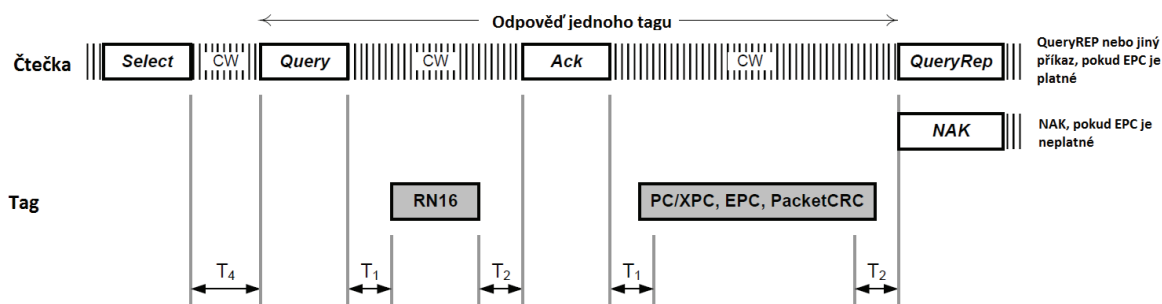 Odpověď jednoho tagu
Čtečka
Select
CW
Query
CW
Ack
CW
QueryRep
QueryREP nebo jiný
příkaz, pokud EPC je
platné
NAK
NAK, pokud EPC je
neplatné
Tag
RN16
PC/XPC, EPC, PacketCRC
T4
T1
T2
T1
T2